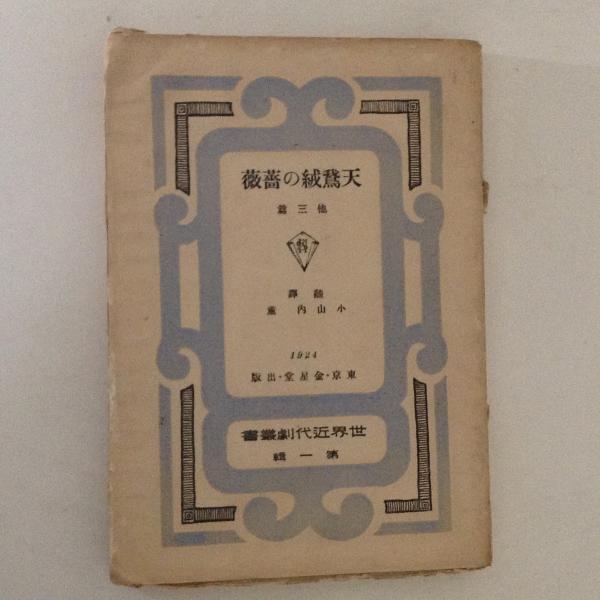 天鵞絨の薔薇
他三篇
飜譯
小山内薫
1924
東京・金星堂・出版
世界近代劇叢書
第一輯